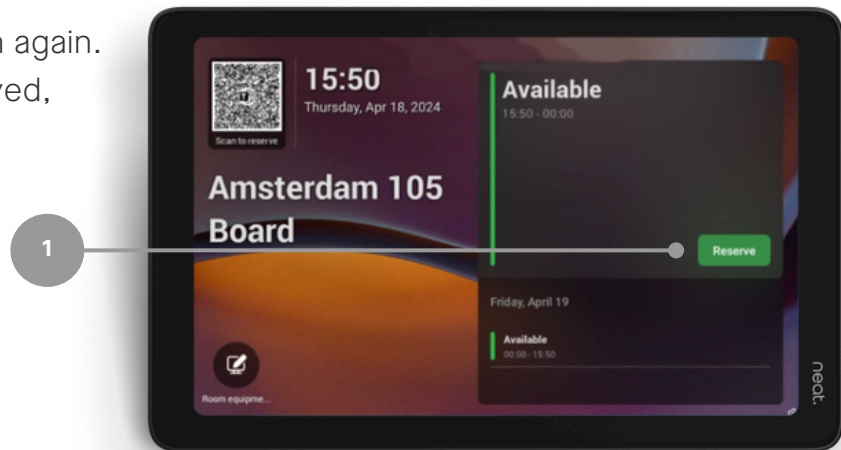 again.
15:50
Thursday, Apr 18, 2024
Scan to reserve
Amsterdam 105
Board
Room equipme...
Available
15:50 - 00:00
Reserve
Friday, April 19
Available
00:00 - 15:50
neat.
1